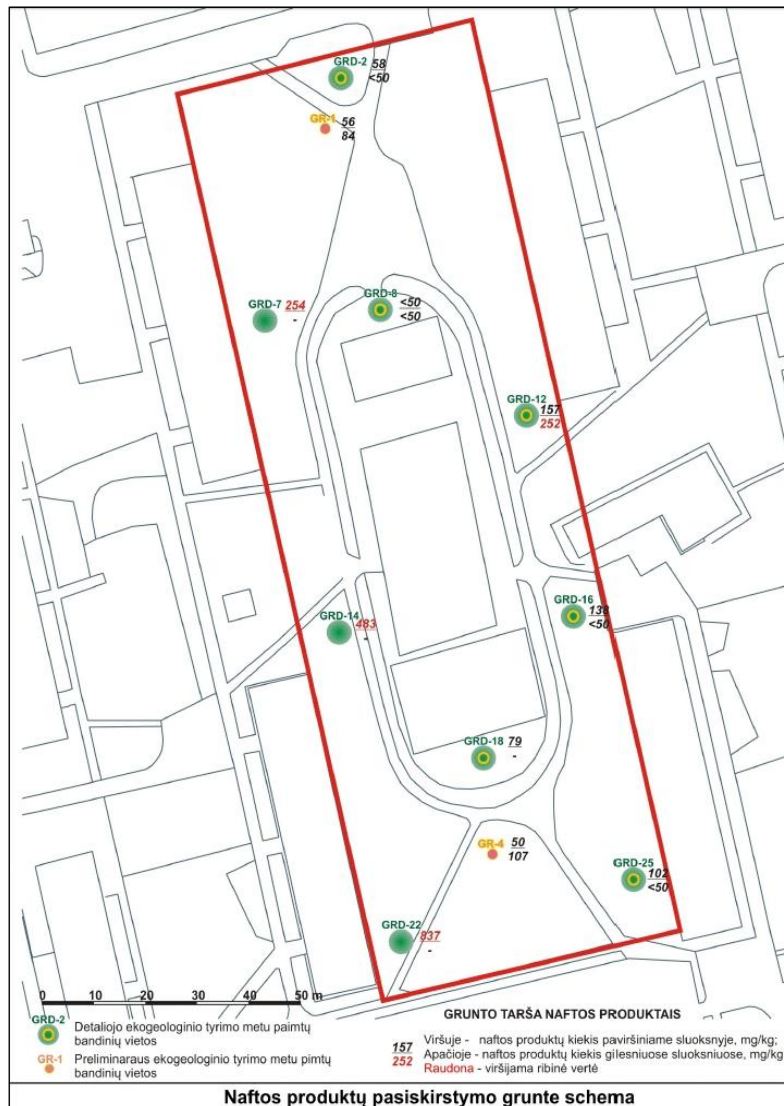 GRD-2 58
<50
GR-1 56
84
GRD-7 254
-
GRD-8 <50
<50
GRD-12 157
252
GRD-14 483
-
GRD-16 138
<50
GRD-18 79
-
GR-4 50
107
GRD-25 102
<50
GRD-22 837
-
0 10 20 30 40 50 m
GRD-2 Detaliojo ekogeologinio tyrimo metu paimtų
bandinių vietos
GR-1 Preliminaraus ekogeologinio tyrimo metu pimtų
bandinių vietos
GRUNTO TARŠA NAFTOS PRODUKTAIS
157 Viršuje - naftos produktų kiekis paviršiniame sluoksnyje, mg/kg;
252 Apačioje - naftos produktų kiekis gilesniuose sluoksniuose, mg/kg
Raudona - viršijama ribinė vertė
Naftos produktų pasiskirstymo grunte schema